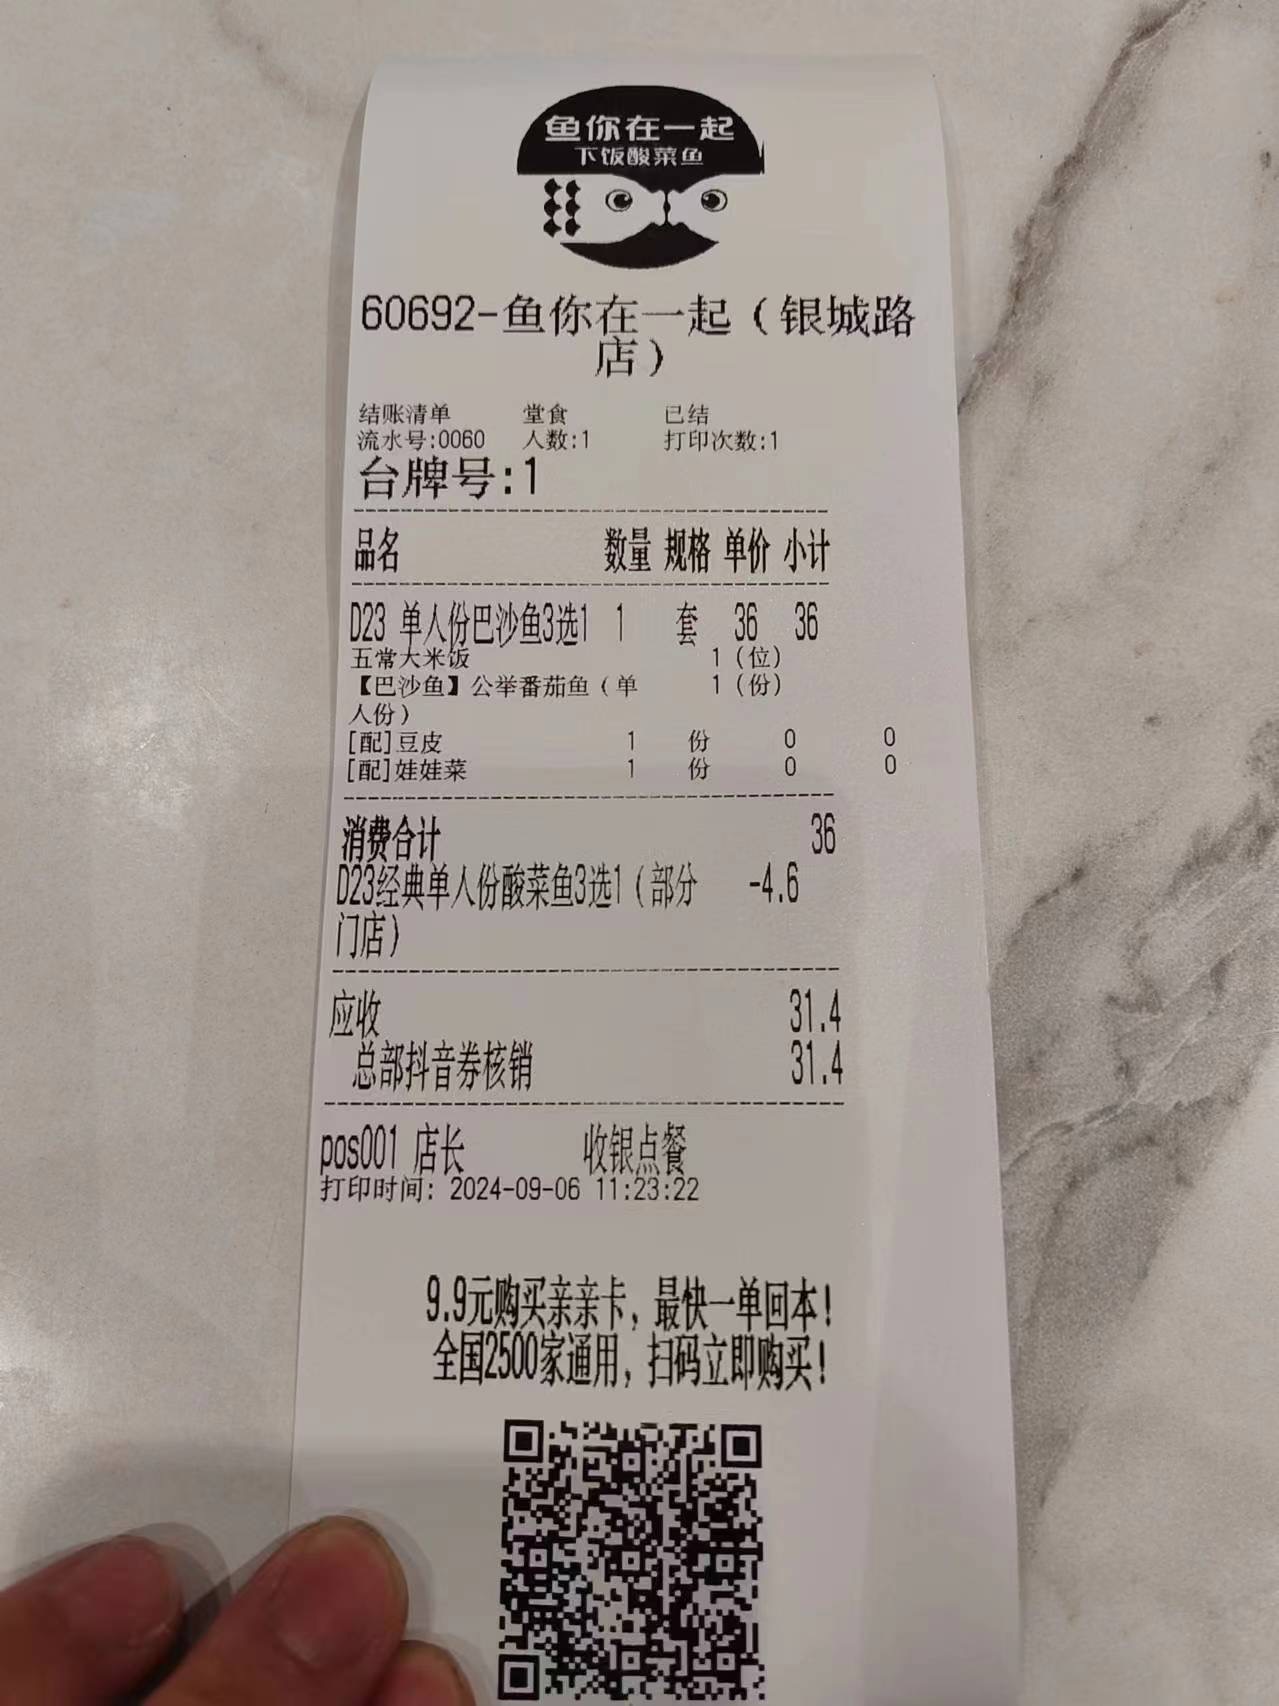 鱼你在一起
下饭酸菜鱼
60692-鱼你在一起（银城路
店）
结账清单 堂食 已结
流水号:0060 人数:1 打印次数:1
台牌号:1
品名 数量 规格 单价 小计
D23 单人份巴沙鱼3选1 1 套 36 36
五常大米饭 1（位）
【巴沙鱼】公举番茄鱼（单 1（份）
人份）
[配]豆皮 1 份 0 0
[配]娃娃菜 1 份 0 0
消费合计 36
D23经典单人份酸菜鱼3选1（部分 -4.6
门店）
应收 31.4
总部抖音券核销 31.4
pos001 店长 收银点餐
打印时间: 2024-09-06 11:23:22
9.9元购买亲亲卡，最快一单回本！
全国2500家通用，扫码立即购买！